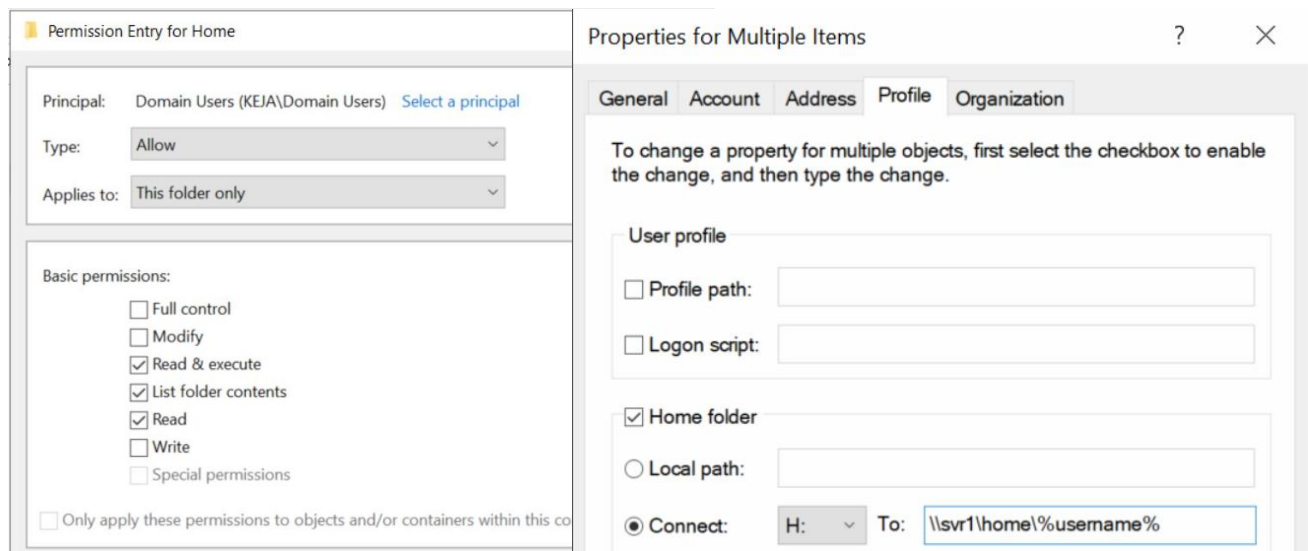 Permission Entry for Home
Principal: Domain Users (KEJA\Domain Users) Select a principal
Type: Allow
Applies to: This folder only
Basic permissions:
Full control
Modify
Read & execute
List folder contents
Read
Write
Special permissions
Only apply these permissions to objects and/or containers within this co
Properties for Multiple Items ?
General Account Address Profile Organization
To change a property for multiple objects, first select the checkbox to enable
the change, and then type the change.
User profile
Profile path:
Logon script:
Home folder
Local path:
Connect: H: To: \\svr1\home\%username%